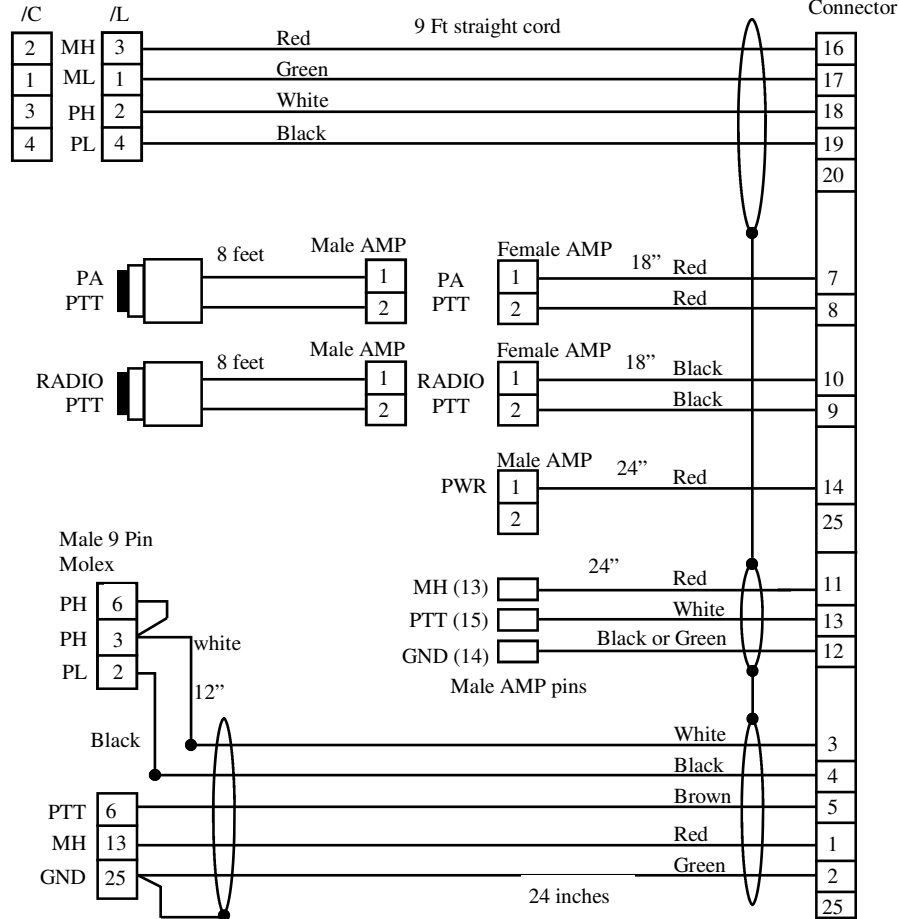 /C /L Connector
9 Ft straight cord
2 MH 3 Red 16
1 ML 1 Green 17
3 PH 2 White 18
4 PL 4 Black 19
20
8 feet Male AMP Female AMP
PA PTT 1 PA PTT 1 18” Red 7
2 2 Red 8
8 feet Male AMP Female AMP
RADIO PTT 1 RADIO PTT 1 18” Black 10
2 2 Black 9
Male AMP
PWR 1 24” Red 14
2 25
Male 9 Pin
Molex
24”
MH (13) Red 11
PTT (15) White 13
GND (14) Black or Green 12
Male AMP pins
PH 6
PH 3 white
PL 2
12”
Black
White 3
Black 4
PTT 6 Brown 5
MH 13 Red 1
GND 25 Green 2
24 inches
25